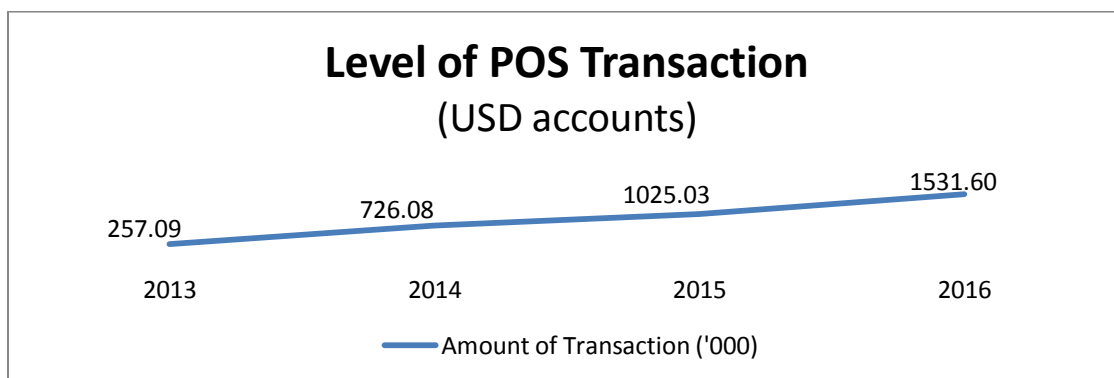 Level of POS Transaction
(USD accounts)
257.09
726.08
1025.03
1531.60
2013 2014 2015 2016
Amount of Transaction ('000)